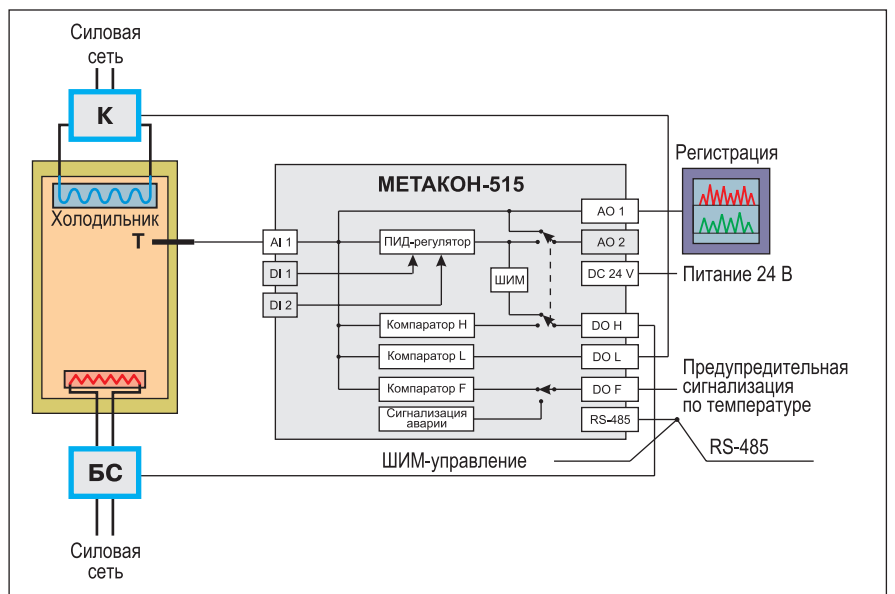 Силовая
сеть
К
Холодильник
Т
БС
Силовая
сеть
МЕТАКОН-515
AI 1
DI 1
DI 2
ПИД-регулятор
ШИМ
Компаратор H
Компаратор L
Компаратор F
Сигнализация
аварии
AO 1
AO 2
DC 24 V
DO H
DO L
DO F
RS-485
Регистрация
Питание 24 В
Предупредительная
сигнализация
по температуре
RS-485
ШИМ-управление